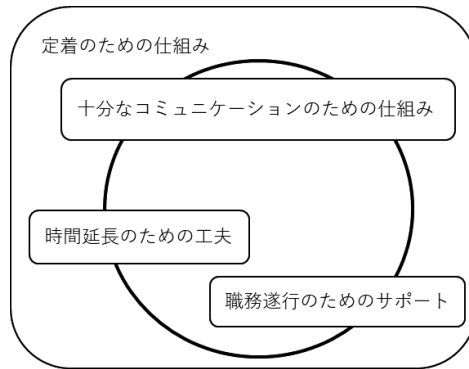 定着のための仕組み
十分なコミュニケーションのための仕組み
時間延長のための工夫
職務遂行のためのサポート